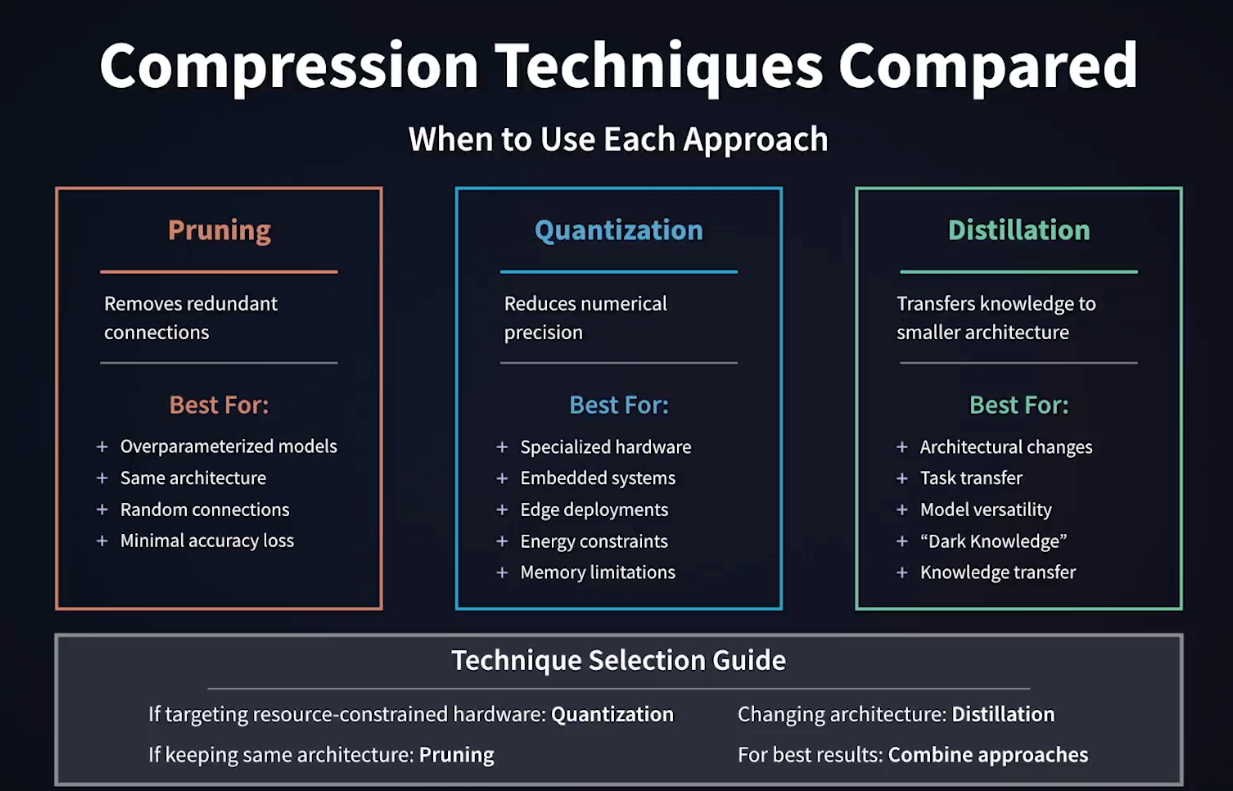 Compression Techniques Compared
When to Use Each Approach
Pruning
Removes redundant
connections
Best For:
+ Overparameterized models
+ Same architecture
+ Random connections
+ Minimal accuracy loss
Quantization
Reduces numerical
precision
Best For:
+ Specialized hardware
+ Embedded systems
+ Edge deployments
+ Energy constraints
+ Memory limitations
Distillation
Transfers knowledge to
smaller architecture
Best For:
+ Architectural changes
+ Task transfer
+ Model versatility
+ “Dark Knowledge”
+ Knowledge transfer
Technique Selection Guide
If targeting resource-constrained hardware: Quantization
If keeping same architecture: Pruning
Changing architecture: Distillation
For best results: Combine approaches